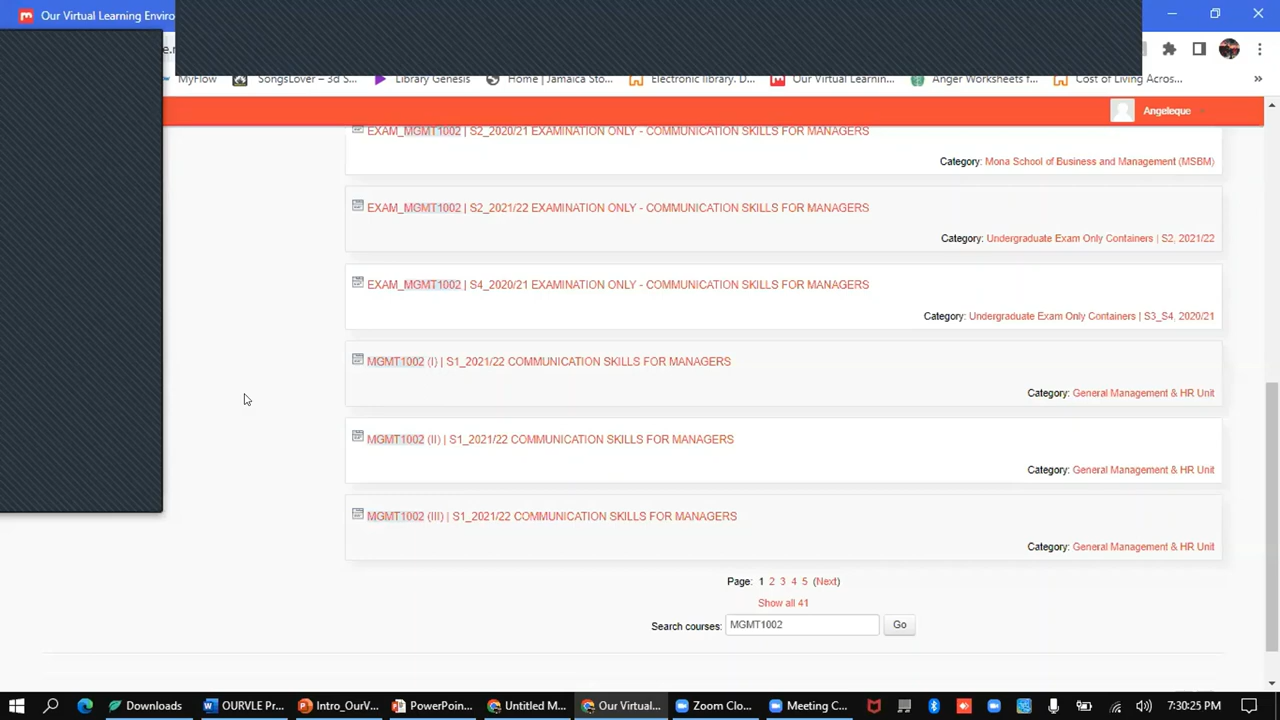 Our Virtual Learning Enviro
e.r
MyFlow
SongsLover – 3d S...
Library Genesis
Home | Jamaica Sto...
Electronic library. D...
Our Virtual Learnin...
Anger Worksheets f...
Cost of Living Acros...
»
Angeleque
EXAM_MGMT1002 | S2_2020/21 EXAMINATION ONLY - COMMUNICATION SKILLS FOR MANAGERS
Category: Mona School of Business and Management (MSBM)
EXAM_MGMT1002 | S2_2021/22 EXAMINATION ONLY - COMMUNICATION SKILLS FOR MANAGERS
Category: Undergraduate Exam Only Containers | S2, 2021/22
EXAM_MGMT1002 | S4_2020/21 EXAMINATION ONLY - COMMUNICATION SKILLS FOR MANAGERS
Category: Undergraduate Exam Only Containers | S3_S4, 2020/21
MGMT1002 (I) | S1_2021/22 COMMUNICATION SKILLS FOR MANAGERS
Category: General Management & HR Unit
MGMT1002 (II) | S1_2021/22 COMMUNICATION SKILLS FOR MANAGERS
Category: General Management & HR Unit
MGMT1002 (III) | S1_2021/22 COMMUNICATION SKILLS FOR MANAGERS
Category: General Management & HR Unit
Page: 1 2 3 4 5 (Next)
Show all 41
Search courses: MGMT1002 Go
Downloads
OURVLE Pr...
Intro_OurV...
PowerPoin...
Untitled M...
Our Virtual...
Zoom Clo...
Meeting C...
7:30:25 PM